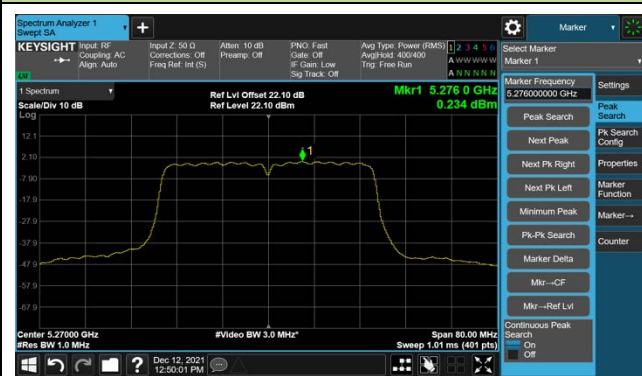 Spectrum Analyzer 1
Swept SA
Marker
KEYSIGHT
Input: RF
Coupling: AC
Align: Auto
Input Z: 50 Ω
Corrections: Off
Freq Ref: Int (S)
Atten: 10 dB
Preamp: Off
PNO: Fast
Gate: Off
IF Gain: Low
Sig Track: Off
Avg Type: Power (RMS)
Avg|Hold: 400/400
Trig: Free Run
1 2 3 4 5 6
A W W W W W
A N N N N N
Select Marker
Marker 1
1 Spectrum
Scale/Div 10 dB
Log
Ref Lvl Offset 22.10 dB
Ref Level 22.10 dBm
Mkr1 5.276 0 GHz
0.234 dBm
12.1
2.10
-7.90
-17.9
-27.9
-37.9
-47.9
-57.9
-67.9
1
Center 5.27000 GHz
#Res BW 1.0 MHz
#Video BW 3.0 MHz*
Span 80.00 MHz
Sweep 1.01 ms (401 pts)
Marker Frequency
5.276000000 GHz
Peak Search
Next Peak
Next Pk Right
Next Pk Left
Minimum Peak
Pk-Pk Search
Marker Delta
Mkr→CF
Mkr→Ref Lvl
Continuous Peak
Search
On
Off
Settings
Peak
Search
Pk Search
Config
Properties
Marker
Function
Marker→
Counter
?
Dec 12, 2021
12:50:01 PM